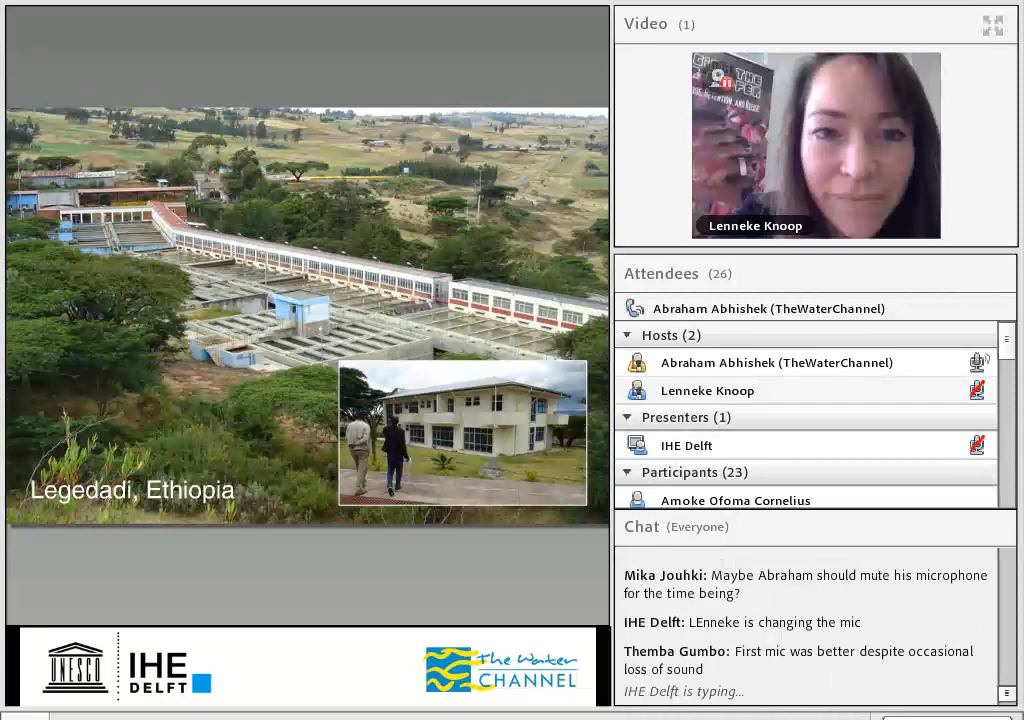 Legedadi, Ethiopia
UNESCO
IHE
DELFT
The Water
CHANNEL
Video (1)
Lenneke Knoop
Attendees (26)
Abraham Abhishek (TheWaterChannel)
Hosts (2)
Abraham Abhishek (TheWaterChannel)
Lenneke Knoop
Presenters (1)
IHE Delft
Participants (23)
Amoke Ofoma Cornelius
Chat (Everyone)
Mika Jouhki: Maybe Abraham should mute his microphone
for the time being?
IHE Delft: LEnneke is changing the mic
Themba Gumbo: First mic was better despite occasional
loss of sound
IHE Delft is typing...